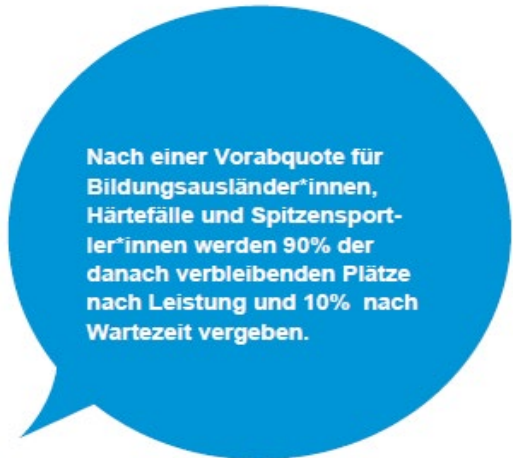 Nach einer Vorabquote für
Bildungsausländer*innen,
Härtefälle und Spitzensport-
ler*innen werden 90% der
danach verbleibenden Plätze
nach Leistung und 10%  nach
Wartezeit vergeben.